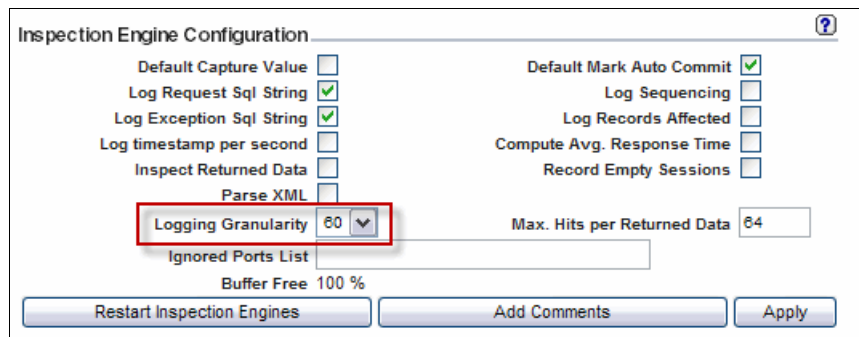 Inspection Engine Configuration ?
Default Capture Value Default Mark Auto Commit
Log Request Sql String Log Sequencing
Log Exception Sql String Log Records Affected
Log timestamp per second Compute Avg. Response Time
Inspect Returned Data Record Empty Sessions
Parse XML
Logging Granularity 60 Max. Hits per Returned Data 64
Ignored Ports List
Buffer Free 100 %
Restart Inspection Engines Add Comments Apply